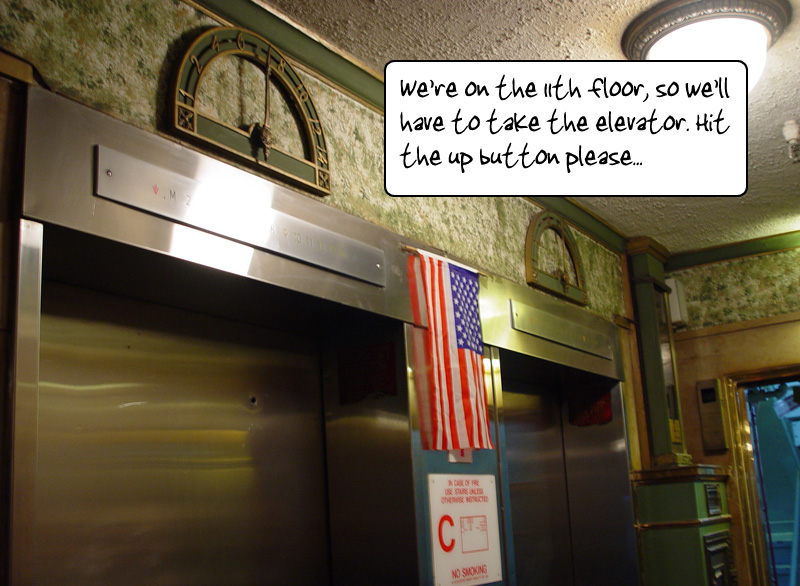 We're on the 11th floor, so we'll
have to take the elevator. Hit
the up button please...
M 2
IN CASE OF FIRE
USE STAIRS UNLESS
OTHERWISE INSTRUCTED
C
NO SMOKING